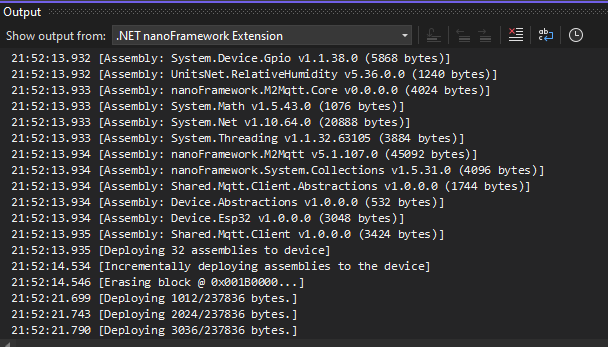 Output
Show output from: .NET nanoFramework Extension
21:52:13.932 [Assembly: System.Device.Gpio v1.1.38.0 (5868 bytes)]
21:52:13.932 [Assembly: UnitsNet.RelativeHumidity v5.36.0.0 (1240 bytes)]
21:52:13.933 [Assembly: nanoFramework.M2Mqtt.Core v0.0.0.0 (4024 bytes)]
21:52:13.933 [Assembly: System.Math v1.5.43.0 (1076 bytes)]
21:52:13.933 [Assembly: System.Net v1.10.64.0 (20888 bytes)]
21:52:13.933 [Assembly: System.Threading v1.1.32.63105 (3884 bytes)]
21:52:13.934 [Assembly: nanoFramework.M2Mqtt v5.1.107.0 (45092 bytes)]
21:52:13.934 [Assembly: nanoFramework.System.Collections v1.5.31.0 (4096 bytes)]
21:52:13.934 [Assembly: Shared.Mqtt.Client.Abstractions v1.0.0.0 (1744 bytes)]
21:52:13.934 [Assembly: Device.Abstractions v1.0.0.0 (532 bytes)]
21:52:13.934 [Assembly: Device.Esp32 v1.0.0.0 (3048 bytes)]
21:52:13.935 [Assembly: Shared.Mqtt.Client v1.0.0.0 (3424 bytes)]
21:52:13.935 [Deploying 32 assemblies to device]
21:52:14.534 [Incrementally deploying assemblies to the device]
21:52:14.546 [Erasing block @ 0x001B0000...]
21:52:21.699 [Deploying 1012/237836 bytes.]
21:52:21.743 [Deploying 2024/237836 bytes.]
21:52:21.790 [Deploying 3036/237836 bytes.]